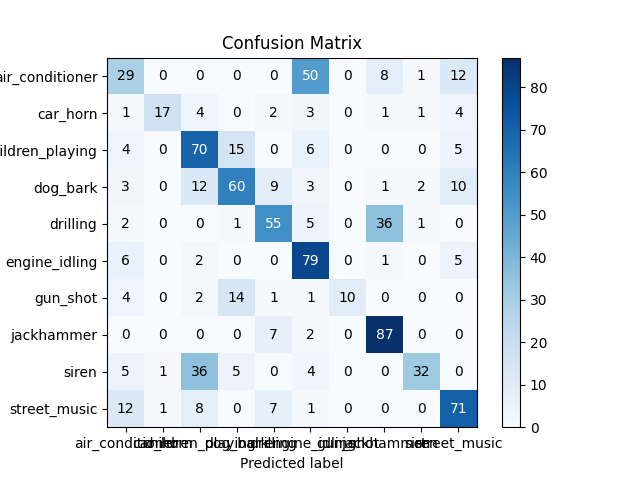 Confusion Matrix
air_conditioner 29 0 0 0 0 50 0 8 1 12
car_horn 1 17 4 0 2 3 0 1 1 4
ildren_playing 4 0 70 15 0 6 0 0 0 5
dog_bark 3 0 12 60 9 3 0 1 2 10
drilling 2 0 0 1 55 5 0 36 1 0
engine_idling 6 0 2 0 0 79 0 1 0 5
gun_shot 4 0 2 14 1 1 10 0 0 0
jackhammer 0 0 0 0 7 2 0 87 0 0
siren 5 1 36 5 0 4 0 0 32 0
street_music 12 1 8 0 7 1 0 0 0 71
street_music
Predicted label
80
70
60
50
40
30
20
10
0